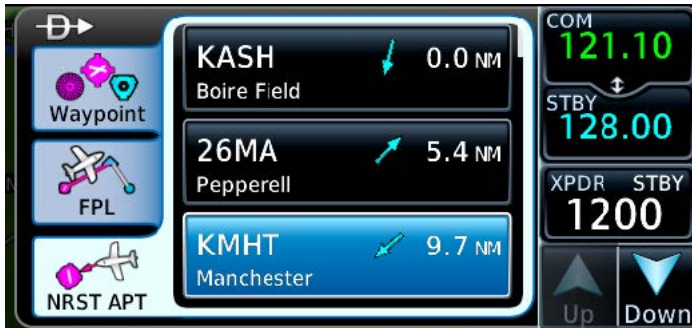 Waypoint
FPL
NRST APT
KASH 0.0 NM
Boire Field
26MA 5.4 NM
Pepperell
KMHT 9.7 NM
Manchester
COM
121.10
STBY
128.00
XPDR STBY
1200
Up Down